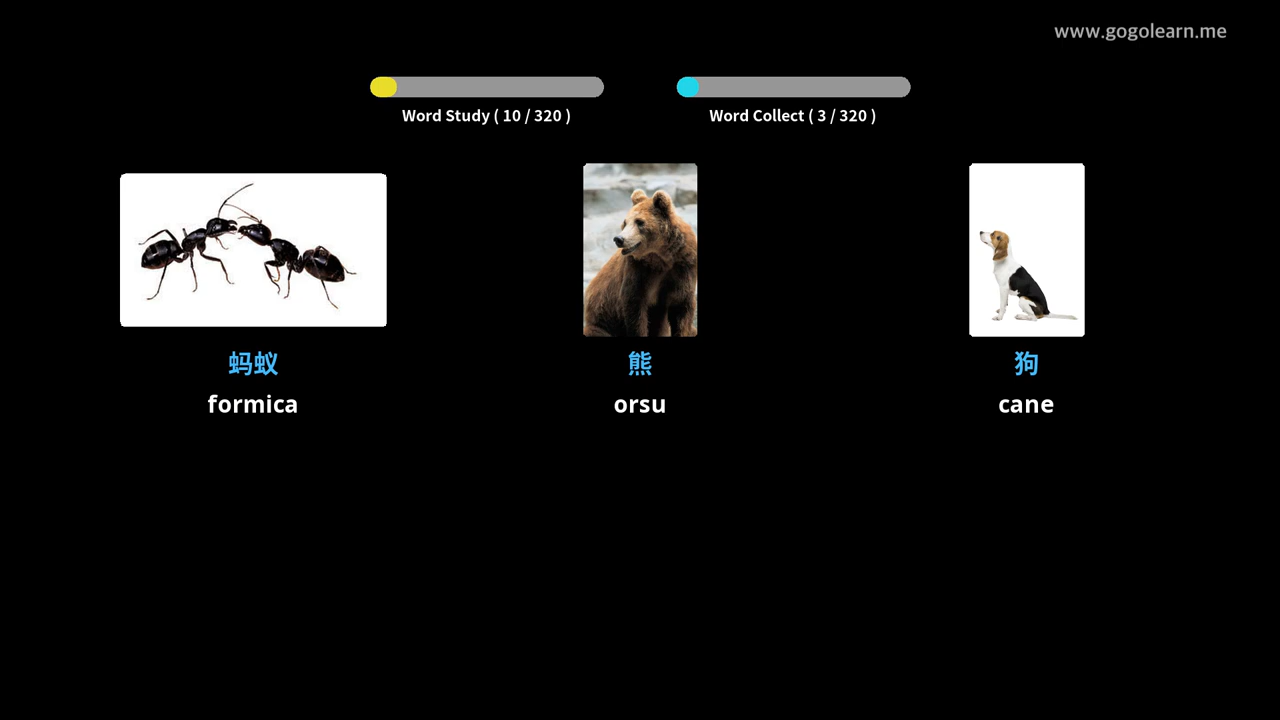 www.gogolearn.me
Word Study ( 10 / 320 )
Word Collect ( 3 / 320 )
蚂蚁
熊
狗
formica
orsu
cane